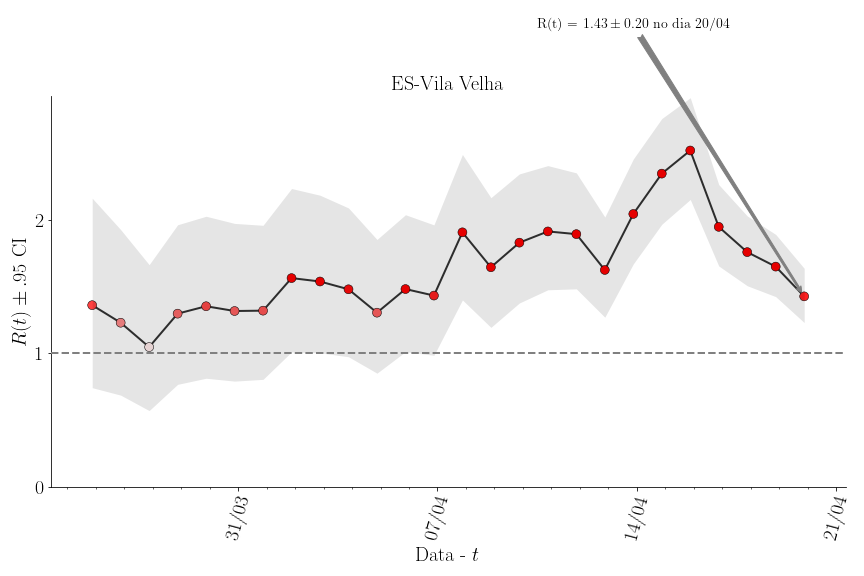 R(t) = 1.43 ± 0.20 no dia 20/04
ES-Vila Velha
R(t) ± .95 CI
2
1
0
31/03
07/04
14/04
21/04
Data - t